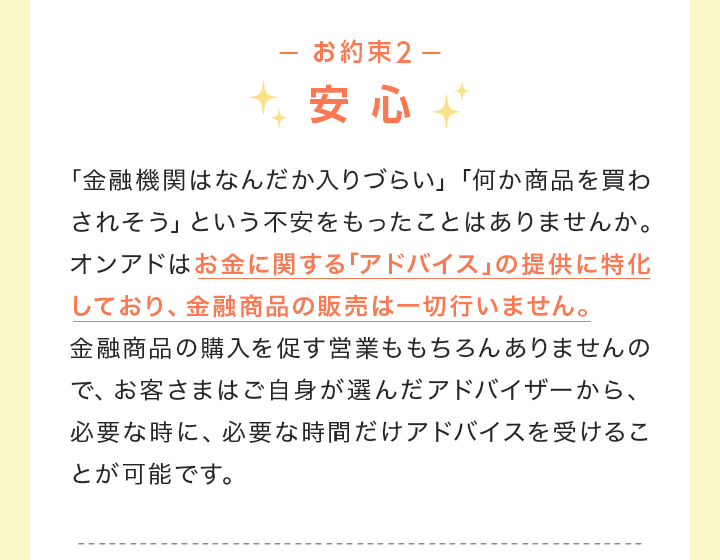 ー お約束2 ー
安心
「金融機関はなんだか入りづらい」「何か商品を買わ
されそう」という不安をもったことはありませんか。
オンアドはお金に関する「アドバイス」の提供に特化
しており、金融商品の販売は一切行いません。
金融商品の購入を促す営業ももちろんありませんの
で、お客さまはご自身が選んだアドバイザーから、
必要な時に、必要な時間だけアドバイスを受けるこ
とが可能です。